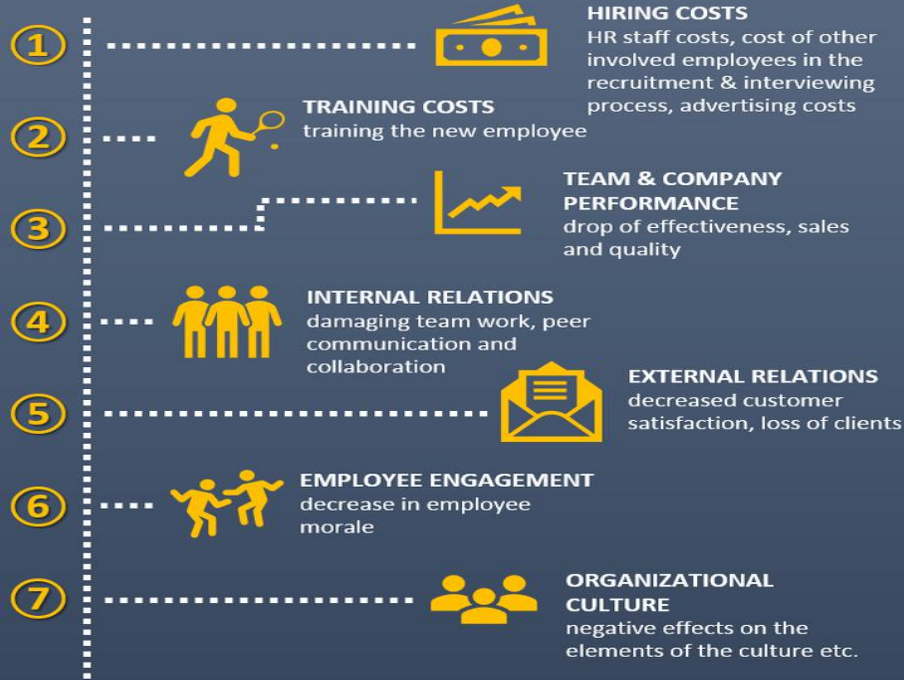 1
HIRING COSTS
HR staff costs, cost of other
involved employees in the
recruitment & interviewing
process, advertising costs
2
TRAINING COSTS
training the new employee
3
TEAM & COMPANY
PERFORMANCE
drop of effectiveness, sales
and quality
4
INTERNAL RELATIONS
damaging team work, peer
communication and
collaboration
5
EXTERNAL RELATIONS
decreased customer
satisfaction, loss of clients
6
EMPLOYEE ENGAGEMENT
decrease in employee
morale
7
ORGANIZATIONAL
CULTURE
negative effects on the
elements of the culture etc.